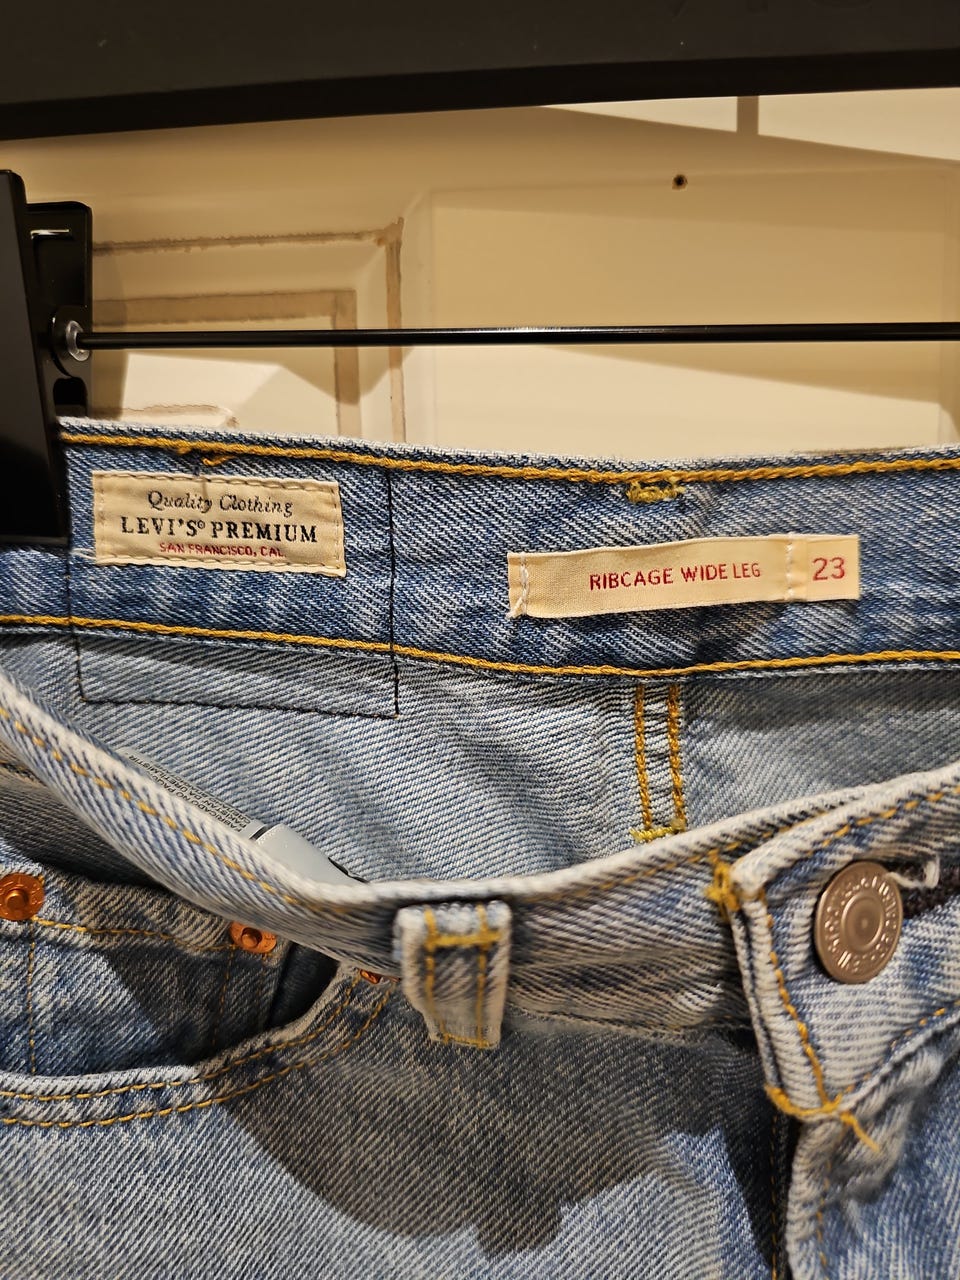 Quality Clothing
LEVI'S® PREMIUM
SAN FRANCISCO, CAL.
RIBCAGE WIDE LEG 23